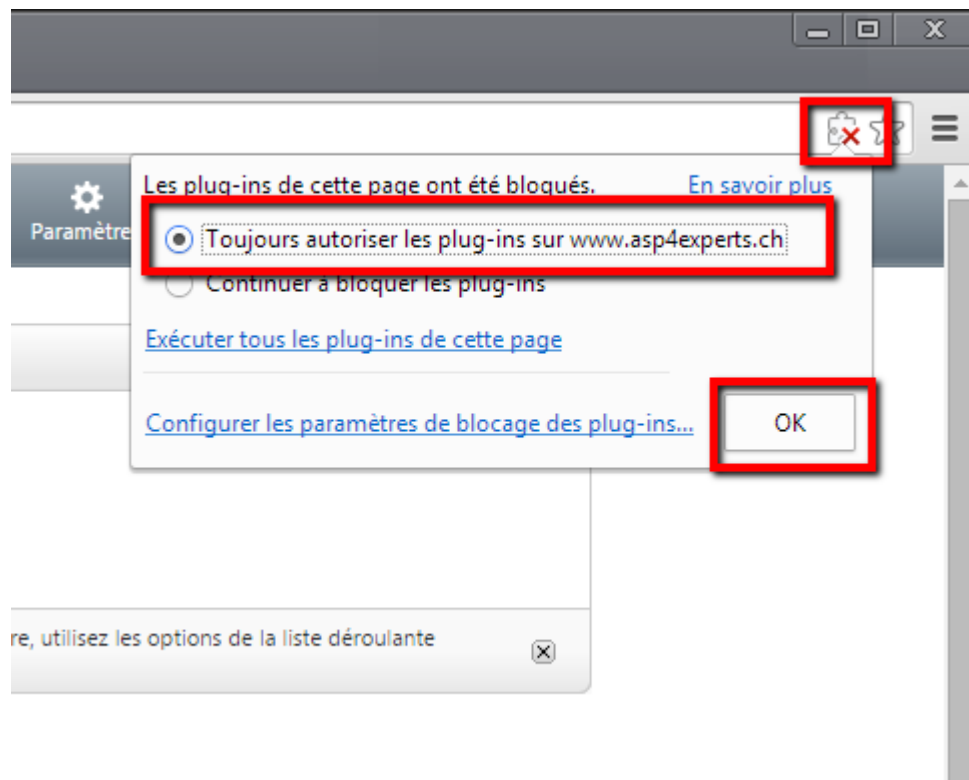 Les plug-ins de cette page ont été bloqués. En savoir plus
Paramètre
Toujours autoriser les plug-ins sur www.asp4experts.ch
Continuer à bloquer les plug-ins
Exécuter tous les plug-ins de cette page
Configurer les paramètres de blocage des plug-ins... OK
re, utilisez les options de la liste déroulante